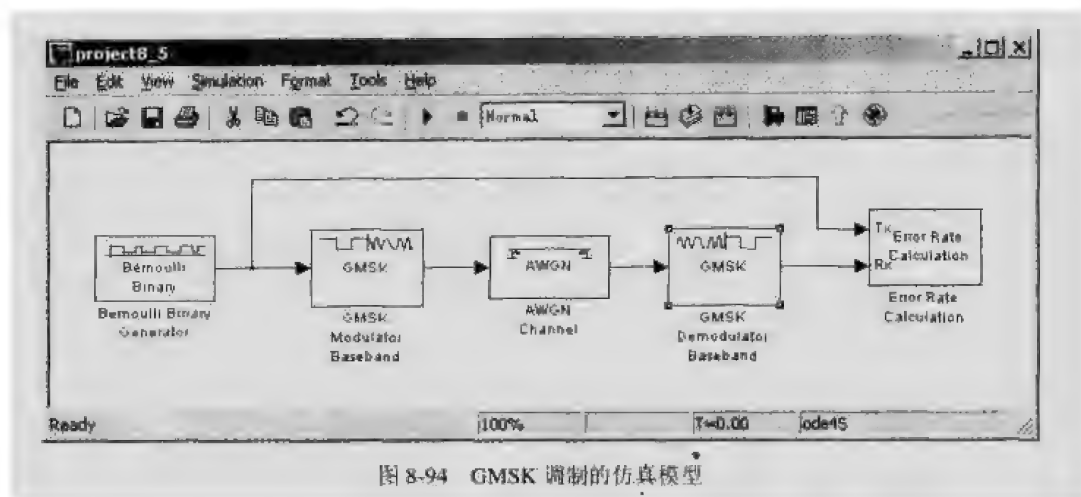 project8_5
File Edit View Simulation Format Tools Help
Normal
Bernoulli
Binary
Bernoulli Binary
Generator
GMSK
GMSK
Modulator
Baseband
AWGN
AWGN
Channel
GMSK
GMSK
Demodulator
Baseband
Tx
Rx
Error Rate
Calculation
Error Rate
Calculation
Ready
100%
T=0.00
ode45
图 8-94 GMSK 调制的仿真模型